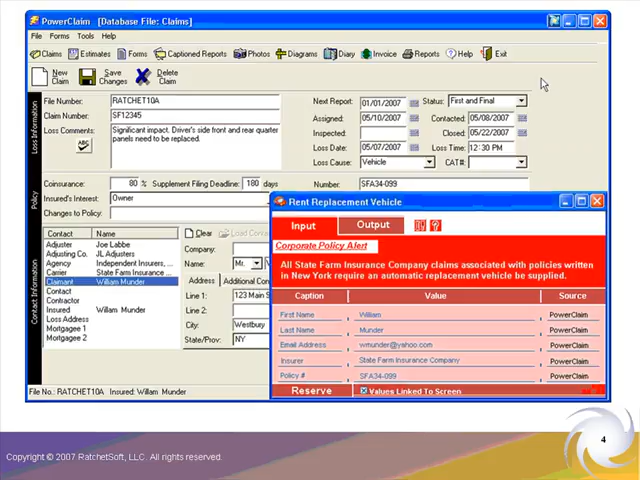 PowerClaim [Database File: Claims]
File Forms Tools Help
Claims Estimates Forms Captioned Reports Photo Diagrams Diary Invoice Reports Help Exit
New Claim Save Changes Delete Claim
Loss Information
File Number: RATCHET10A
Claim Number: SF12345
Loss Comments: Significant impact. Driver's side front and rear quarter
panels need to be replaced.
ABC
Next Report: 01/01/2007 Status: First and Final
Assigned: 05/10/2007 Contacted: 05/08/2007
Inspected: Closed: 05/22/2007
Loss Date: 05/07/2007 Loss Time: 12:30 PM
Loss Cause: Vehicle CAT#:
Policy
Coinsurance: 80 % Supplement Filing Deadline: 180 days Number: SFA34-099
Insured's Interest: Owner
Changes to Policy:
Contact Information
Contact Name
Adjuster Joe Labbe
Adjusting Co. JL Adjusters
Agency Independent Insurance
Carrier State Farm Insurance ...
Claimant William Munder
Contact
Contractor
Insured William Munder
Loss Address
Mortgagee 1
Mortgagee 2
Clear Load Con
Company:
Name: Mr.
Address Additional Con
Line 1: 123 Main S
Line 2:
City: Westbury
State/Prov: NY
File No.: RATCHET10A Insured: William Munder
Rent Replacement Vehicle
Input Output
Corporate Policy Alert
All State Farm Insurance Company claims associated with policies written
in New York require an automatic replacement vehicle be supplied.
Caption Value Source
First Name William PowerClaim
Last Name Munder PowerClaim
Email Address wmunder@yahoo.com PowerClaim
Insurer State Farm Insurance Company PowerClaim
Policy # SFA34-099 PowerClaim
Reserve Values Linked To Screen
4
Copyright © 2007 RatchetSoft, LLC. All rights reserved.